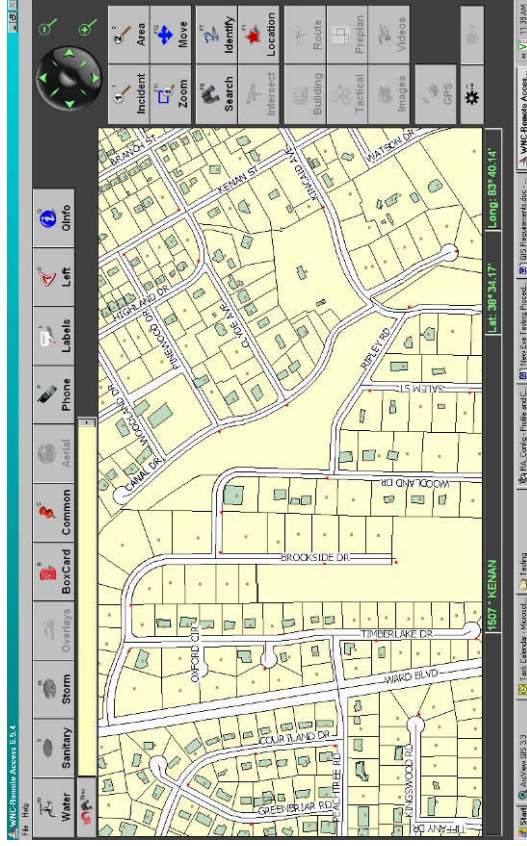 WNC-Remote Access 5.5.4
File Help
Water Sanitary Storm Overlays BoxCard Common Aerial Phone Labels Left QInfo
Incident Area
Zoom Move
Search Identify
Intersect Location
Building Route
Tactical Preplan
Images Videos
GPS
BRANCH ST
KENAN ST
KINCAID AVE
WATSON DR
HIGHLAND DR
PINEWOOD DR
CLYDE AVE
WOODLAND DR
CANAL DR
RIPLEY RD
SALEM ST
WOODLAND DR
BROOKSIDE DR
OXFORD CIR
TIMBERLAKE DR
WARD BLVD
COURTLAND DR
GREENBRIAR RD
PEACHTREE RD
KINGSWOOD RD
TIFFANY DR
1507 * KENAN
Lat: 38° 34.17'
Long: 83° 40.14'
Start
ArcView GIS 3.3
Task Calendar - Microsof...
Testing
RA_Config - Profile and C...
New Exe Testing Proced...
GIS Requirements.doc ...
WNC-Remote Access...
11:39 AM